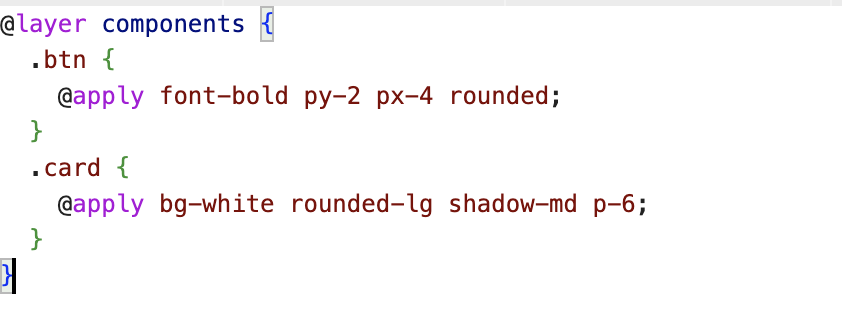 @layer components {
  .btn {
    @apply font-bold py-2 px-4 rounded;
  }
  .card {
    @apply bg-white rounded-lg shadow-md p-6;
  }
}